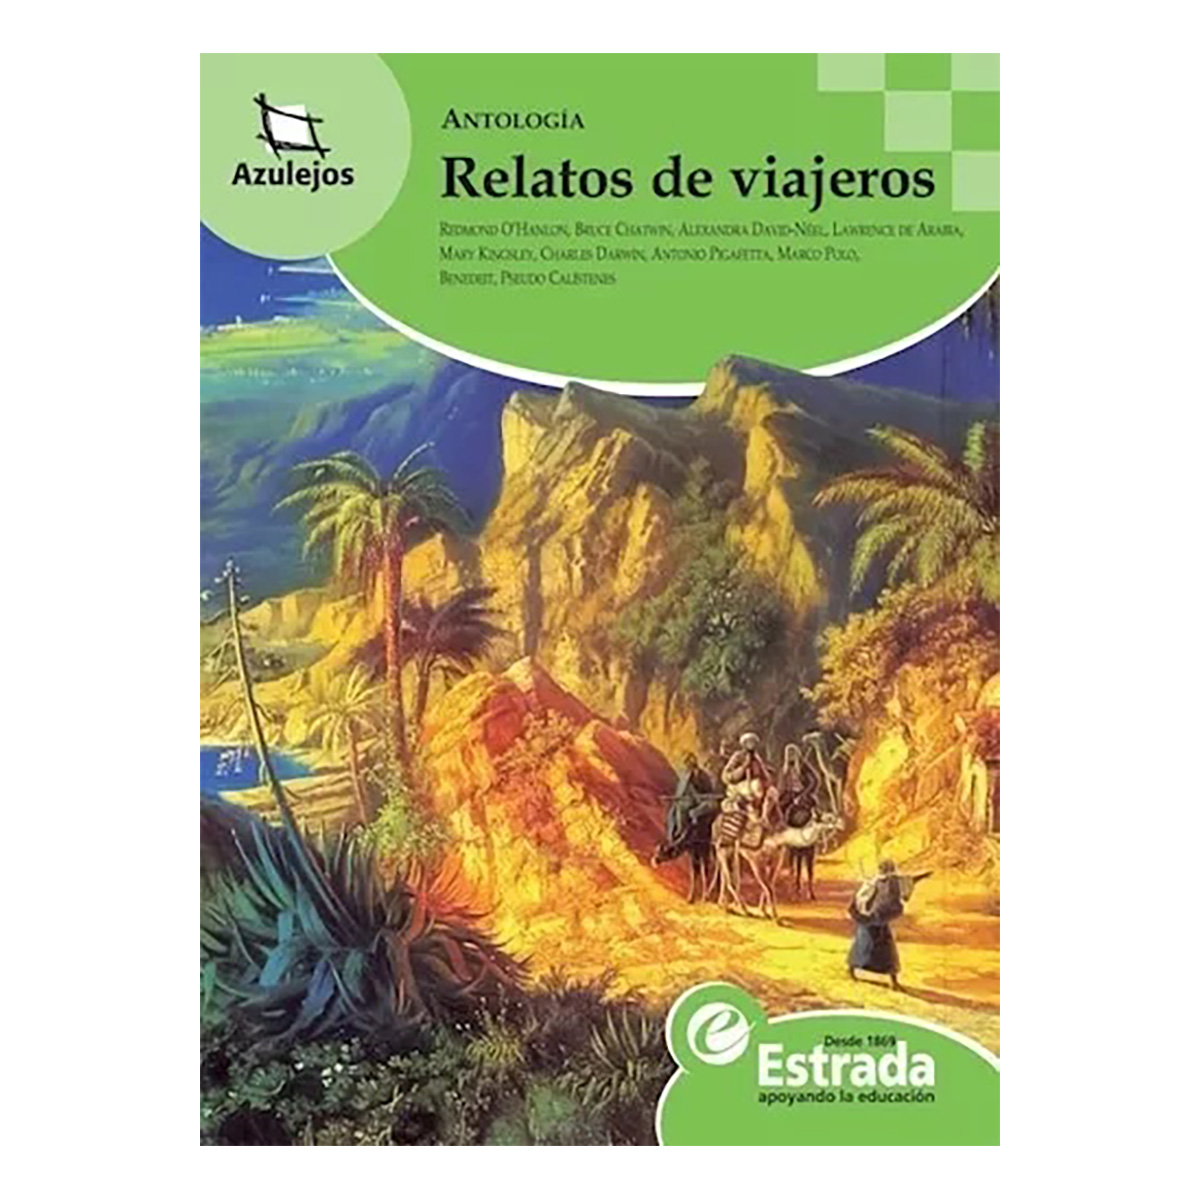 Azulejos
ANTOLOGÍA
Relatos de viajeros
REDMOND O'HANLON, BRUCE CHATWIN, ALEXANDRA DAVID-NÉEL, LAWRENCE DE ARABIA,
MARY KINGSLEY, CHARLES DARWIN, ANTONIO PIGAFETTA, MARCO POLO,
BENEDEIT, PSEUDO CALÍSTENES
Desde 1869
Estrada
apoyando la educación